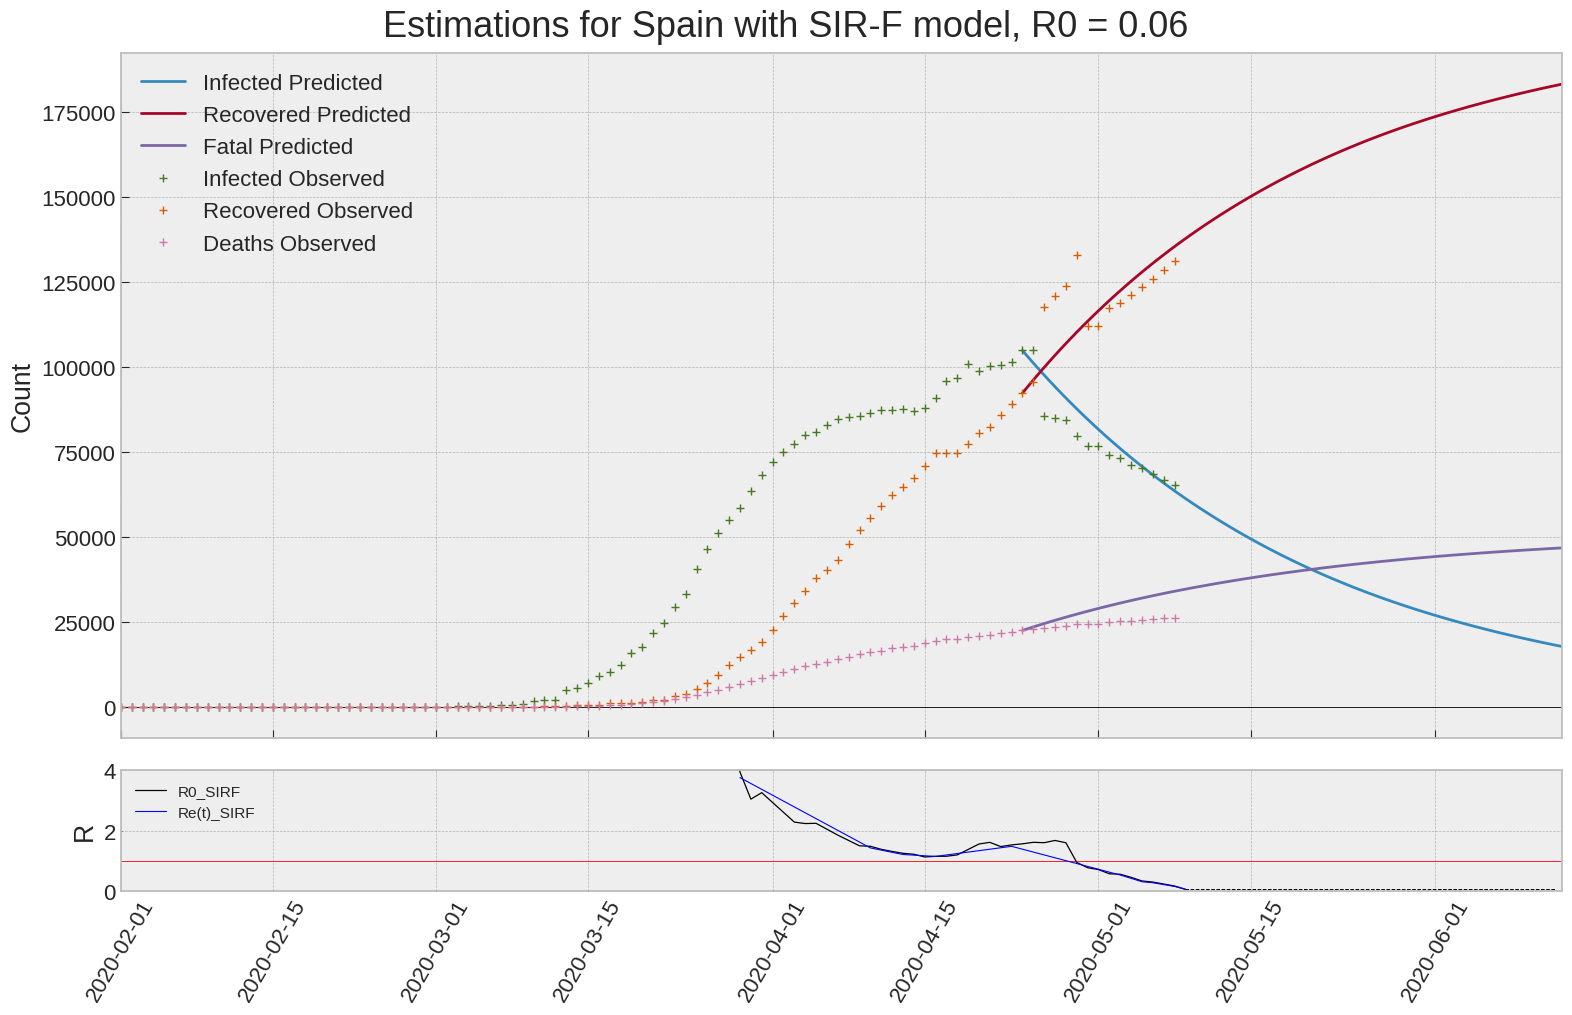 Estimations for Spain with SIR-F model, R0 = 0.06
Infected Predicted
Recovered Predicted
Fatal Predicted
Infected Observed
Recovered Observed
Deaths Observed
175000
150000
125000
100000
75000
50000
25000
0
Count
R0_SIRF
Re(t)_SIRF
4
2
0
R
2020-02-01
2020-02-15
2020-03-01
2020-03-15
2020-04-01
2020-04-15
2020-05-01
2020-05-15
2020-06-01